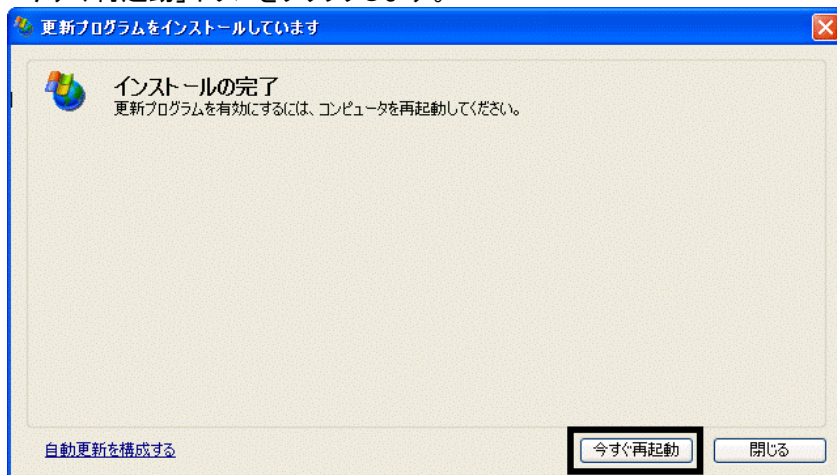 更新プログラムをインストールしています
インストールの完了
更新プログラムを有効にするには、コンピュータを再起動してください。
自動更新を構成する
今すぐ再起動
閉じる